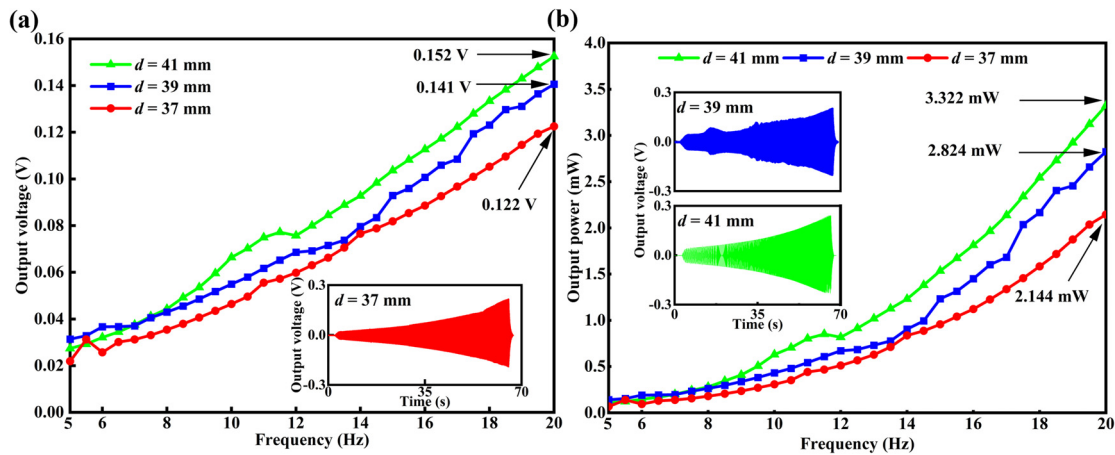 (a)
0.16
0.14
0.12
0.10
0.08
0.06
0.04
0.02
0.00
Output voltage (V)
d = 41 mm
d = 39 mm
d = 37 mm
0.152 V
0.141 V
0.122 V
d = 37 mm
0.3
0.0
-0.3
Output voltage (V)
0 35 70
Time (s)
5 6 8 10 12 14 16 18 20
Frequency (Hz)
(b)
4.0
3.5
3.0
2.5
2.0
1.5
1.0
0.5
0.0
Output power (mW)
d = 41 mm d = 39 mm d = 37 mm
3.322 mW
2.824 mW
2.144 mW
d = 39 mm
0.3
0.0
-0.3
Output voltage (V)
d = 41 mm
0.3
0.0
-0.3
0 35 70
Time (s)
5 6 8 10 12 14 16 18 20
Frequency (Hz)